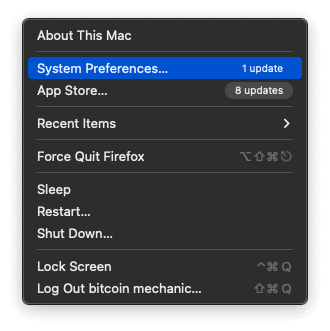 About This Mac
System Preferences... 1 update
App Store... 8 updates
Recent Items
Force Quit Firefox ⌥⇧⌘⎋
Sleep
Restart...
Shut Down...
Lock Screen ^⌘Q
Log Out bitcoin mechanic... ⇧⌘Q